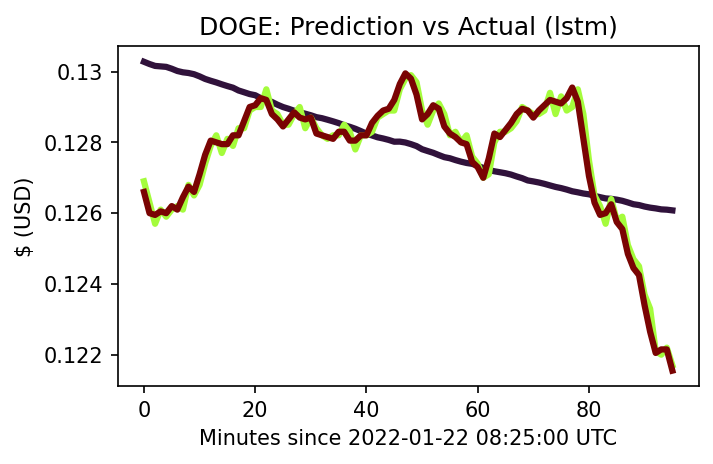 DOGE: Prediction vs Actual (lstm)
0.13
0.128
0.126
0.124
0.122
$ (USD)
0 20 40 60 80
Minutes since 2022-01-22 08:25:00 UTC